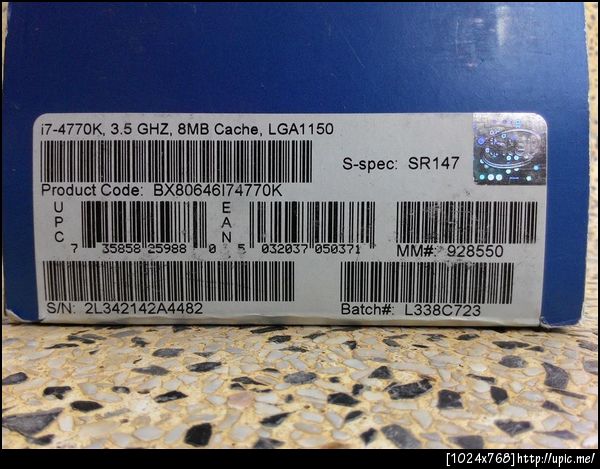 i7-4770K, 3.5 GHZ, 8MB Cache, LGA1150
S-spec: SR147
Product Code: BX80646I74770K
UPC
7 35858 25988 0
EAN
5 032037 050371
MM#: 928550
S/N: 2L342142A4482
Batch#: L338C723
[1024x768]http://upic.me/